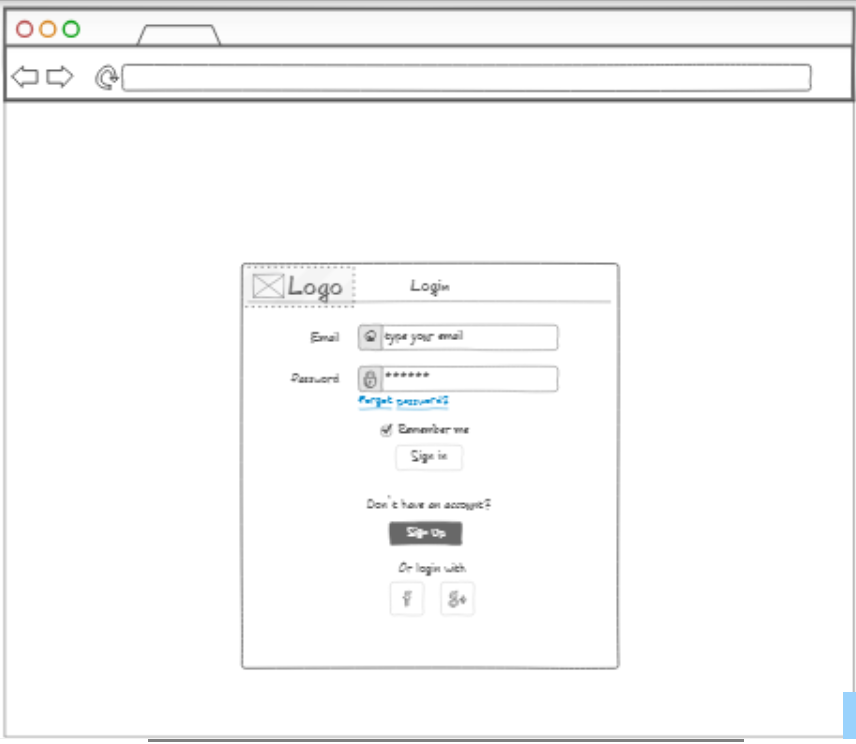 Logo
Login
Email
type your email
Password
******
Forgot password?
Remember me
Sign in
Don't have an account?
Sign Up
Or login with
f
g+